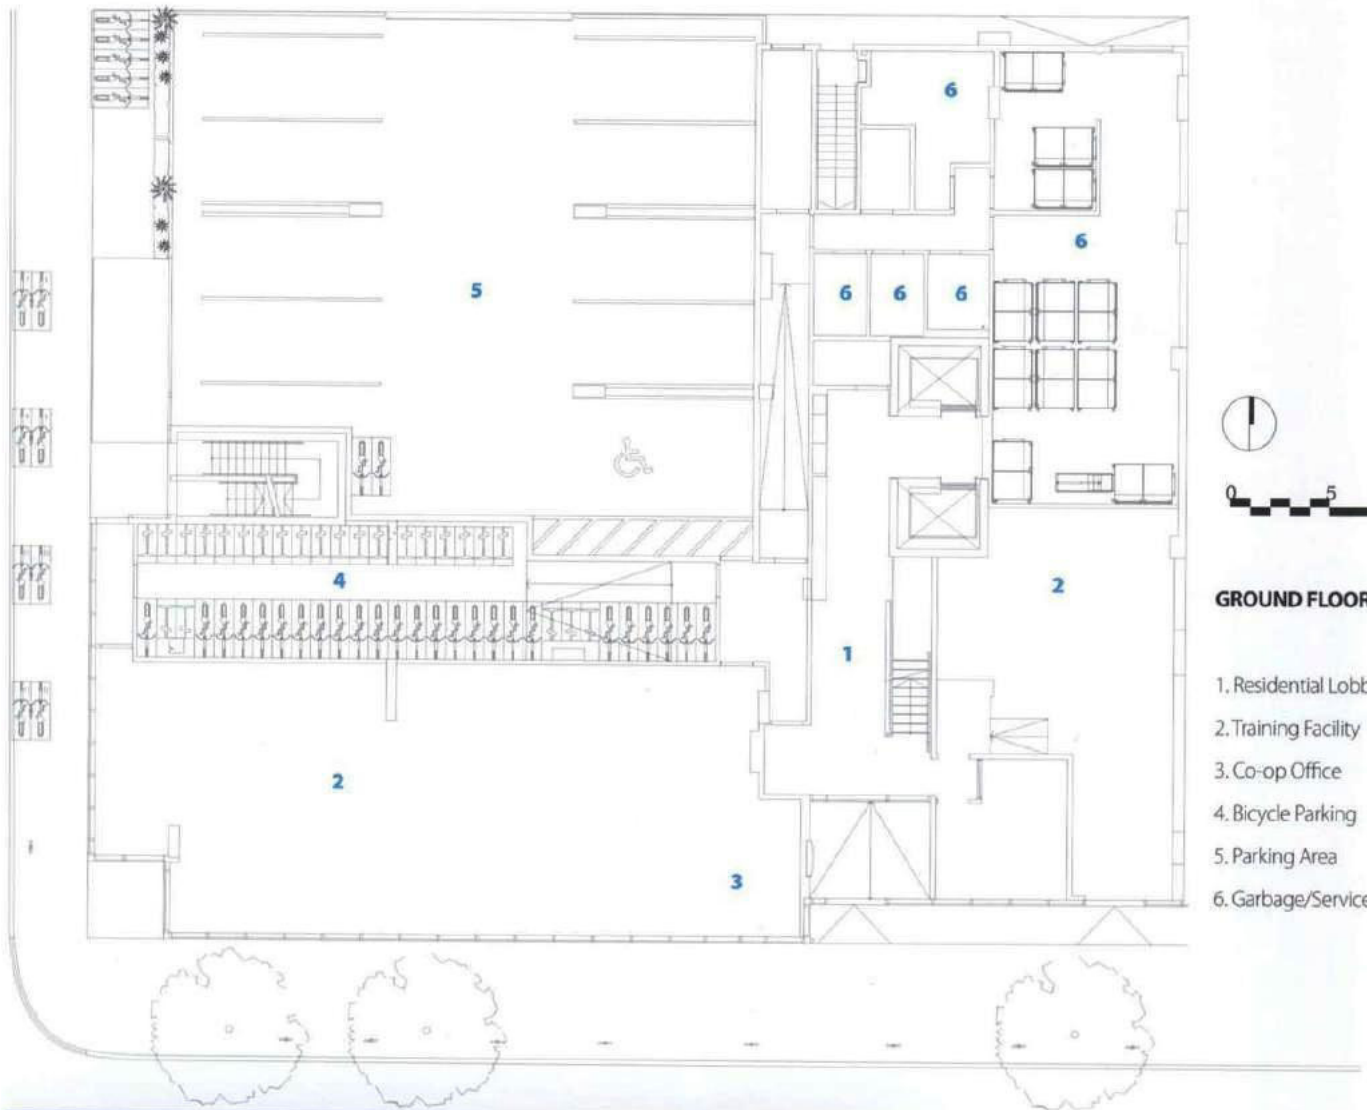 6
6
5
6
6
6
0 5
4
2
GROUND FLOOR
1
1. Residential Lobb
2. Training Facility
2
3. Co-op Office
4. Bicycle Parking
5. Parking Area
3
6. Garbage/Service